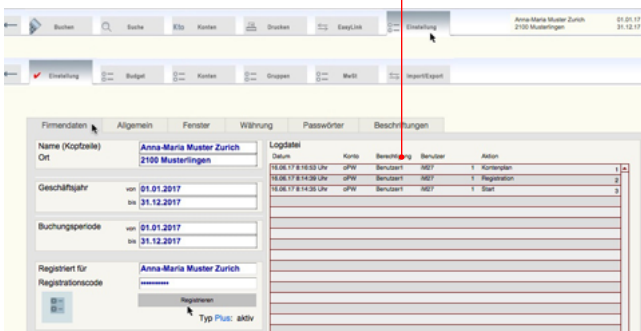 Buchen Suche Kto Konten Drucken EasyLink Einstellung Anna-Maria Muster Zurich 01.01.17
2100 Musterlingen 31.12.17
Einstellung Budget Konten Gruppen MwSt Import/Export
Firmendaten Allgemein Fenster Währung Passwörter Beschriftungen
Name (Kopfzeile) Anna-Maria Muster Zurich Logdatei
Ort 2100 Musterlingen Datum Konto Berechtigung Benutzer Aktion
16.06.17 8:16:53 Uhr oPW Benutzer1 iM27 1 Kontenplan 1
16.06.17 8:14:39 Uhr oPW Benutzer1 iM27 1 Registration 2
Geschäftsjahr von 01.01.2017 16.06.17 8:14:35 Uhr oPW Benutzer1 iM27 1 Start 3
bis 31.12.2017
Buchungsperiode von 01.01.2017
bis 31.12.2017
Registriert für Anna-Maria Muster Zurich
Registrationscode ••••••••••
Registrieren
Typ Plus: aktiv